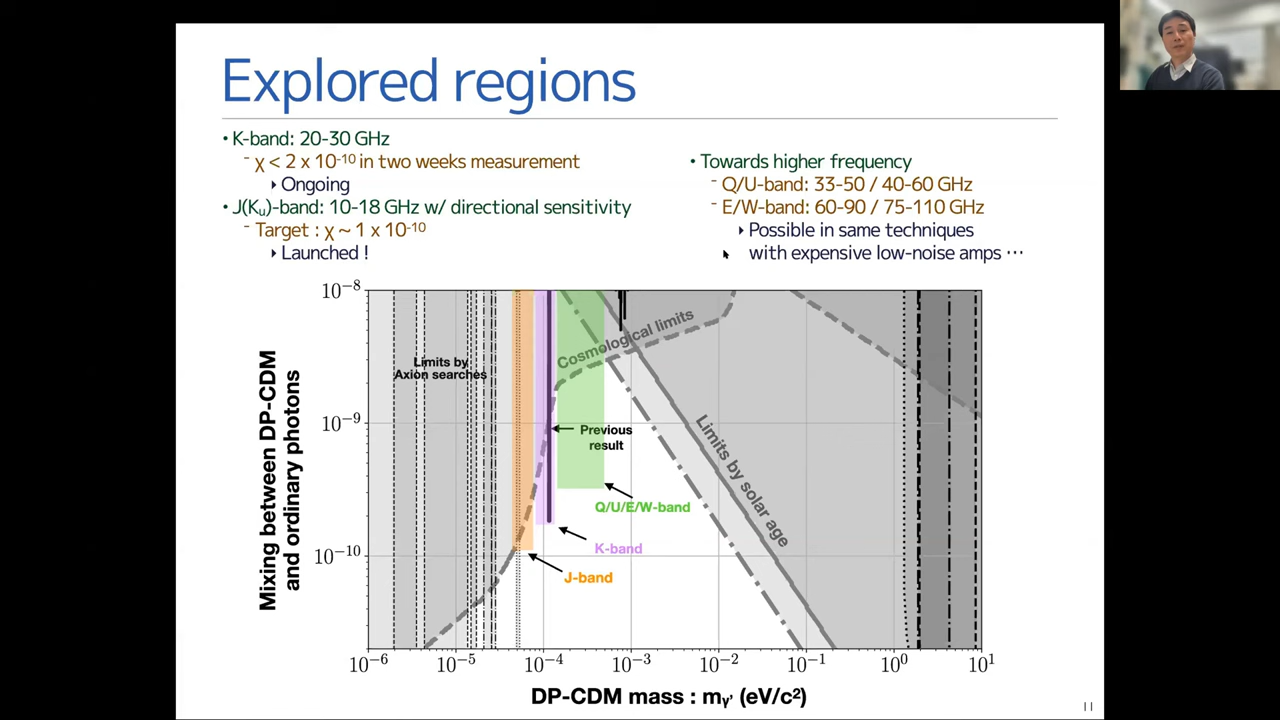 Explored regions
• K-band: 20-30 GHz
- χ < 2 x 10⁻¹⁰ in two weeks measurement
‣ Ongoing
• J(Kᵤ)-band: 10-18 GHz w/ directional sensitivity
- Target : χ ~ 1 x 10⁻¹⁰
‣ Launched !
• Towards higher frequency
- Q/U-band: 33-50 / 40-60 GHz
- E/W-band: 60-90 / 75-110 GHz
‣ Possible in same techniques
with expensive low-noise amps …
Mixing between DP-CDM
and ordinary photons
10⁻⁸
10⁻⁹
10⁻¹⁰
Limits by
Axion searches
Cosmological limits
Previous
result
Limits by solar age
Q/U/E/W-band
K-band
J-band
10⁻⁶ 10⁻⁵ 10⁻⁴ 10⁻³ 10⁻² 10⁻¹ 10⁰ 10¹
DP-CDM mass : mᵧ' (eV/c²)
11